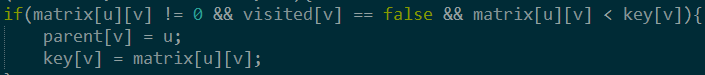 if(matrix[u][v] != 0 && visited[v] == false && matrix[u][v] < key[v]){
parent[v] = u;
key[v] = matrix[u][v];